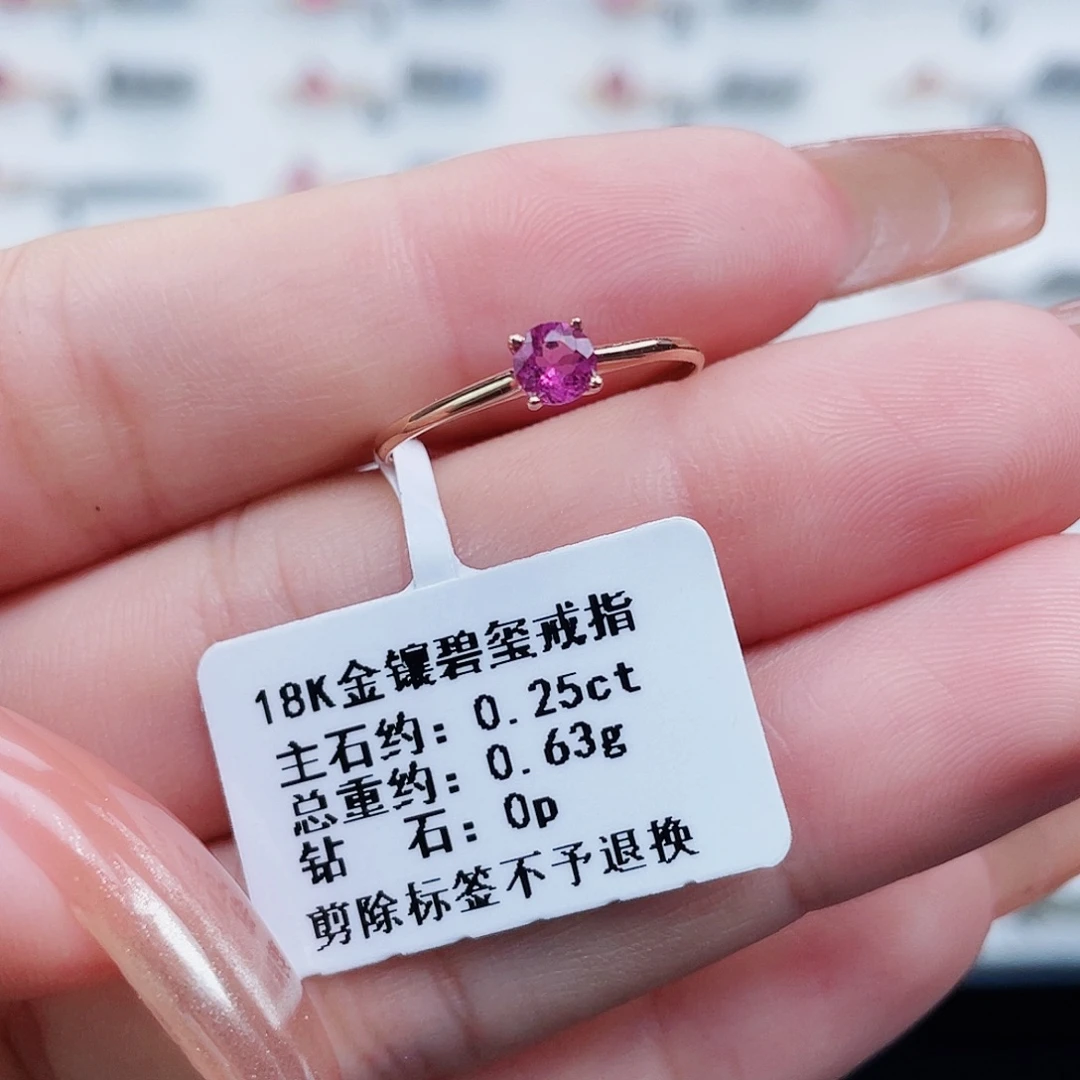 18K金镶碧玺戒指
主石约：0.25ct
总重约：0.63g
钻 石：0p
剪除标签不予退换